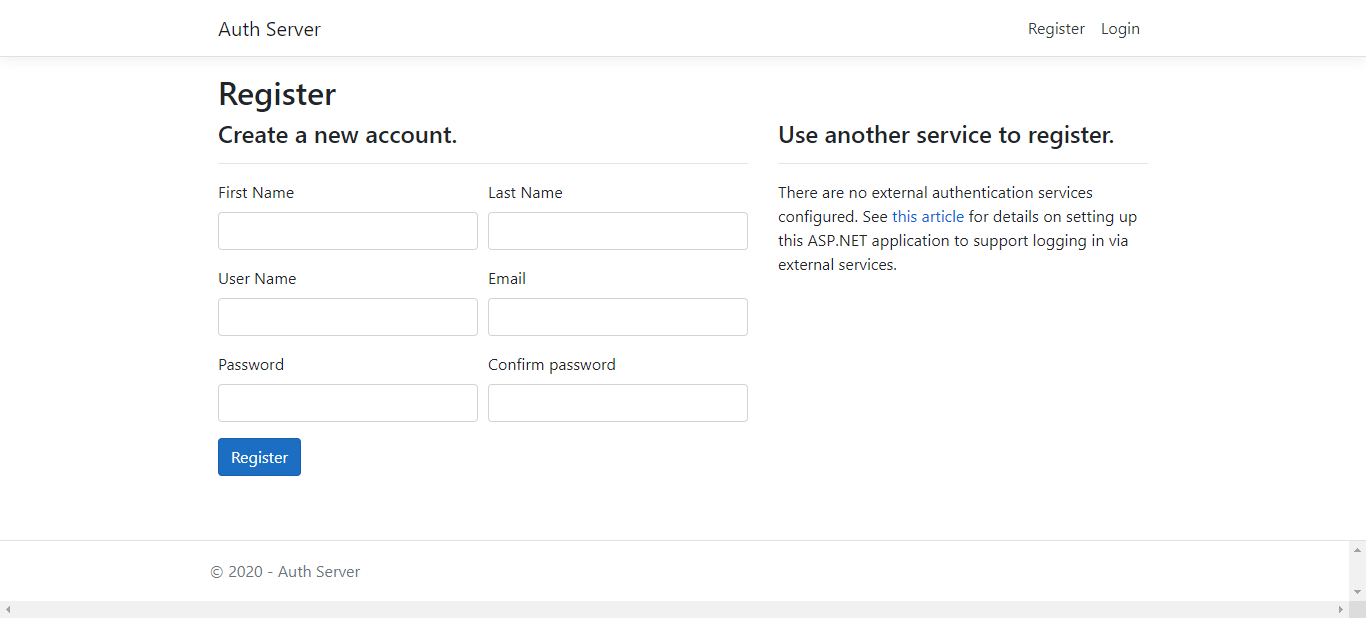 Auth Server
Register Login
Register
Create a new account.
First Name Last Name
User Name Email
Password Confirm password
Register
Use another service to register.
There are no external authentication services
configured. See this article for details on setting up
this ASP.NET application to support logging in via
external services.
© 2020 - Auth Server